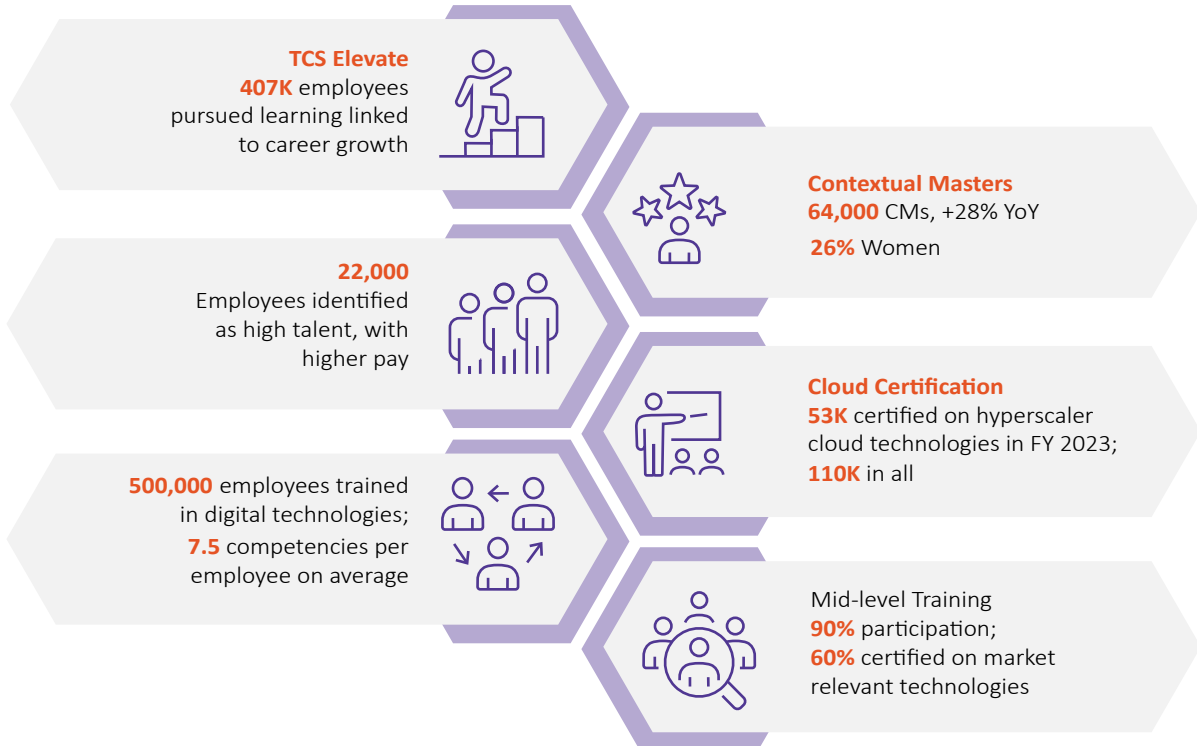 TCS Elevate
407K employees
pursued learning linked
to career growth
Contextual Masters
64,000 CMs, +28% YoY
26% Women
22,000
Employees identified
as high talent, with
higher pay
Cloud Certification
53K certified on hyperscaler
cloud technologies in FY 2023;
110K in all
500,000 employees trained
in digital technologies;
7.5 competencies per
employee on average
Mid-level Training
90% participation;
60% certified on market
relevant technologies